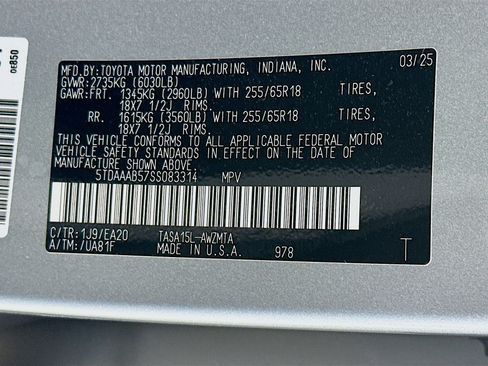 MFD.BY:TOYOTA MOTOR MANUFACTURING, INDIANA, INC. 03/25
GVWR:2735KG (6030LB)
GAWR:FRT. 1345KG (2960LB) WITH 255/65R18 TIRES,
18X7 1/2J RIMS.
RR. 1615KG (3560LB) WITH 255/65R18 TIRES,
18X7 1/2J RIMS.
THIS VEHICLE CONFORMS TO ALL APPLICABLE FEDERAL MOTOR
VEHICLE SAFETY STANDARDS IN EFFECT ON THE DATE OF
MANUFACTURE SHOWN ABOVE.
5TDAAAB57SS083314 MPV
C/TR:1J9/EA20 TASA15L-AWZMTA
A/TM:/UA81F MADE IN U.S.A. 978 T